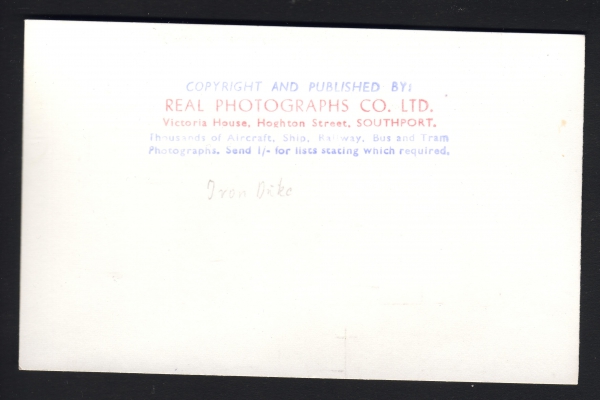 COPYRIGHT AND PUBLISHED BY:
REAL PHOTOGRAPHS CO. LTD.
Victoria House, Hoghton Street, SOUTHPORT.
Thousands of Aircraft, Ship, Railway, Bus and Tram
Photographs. Send 1/- for lists stating which required.
Iron Duke